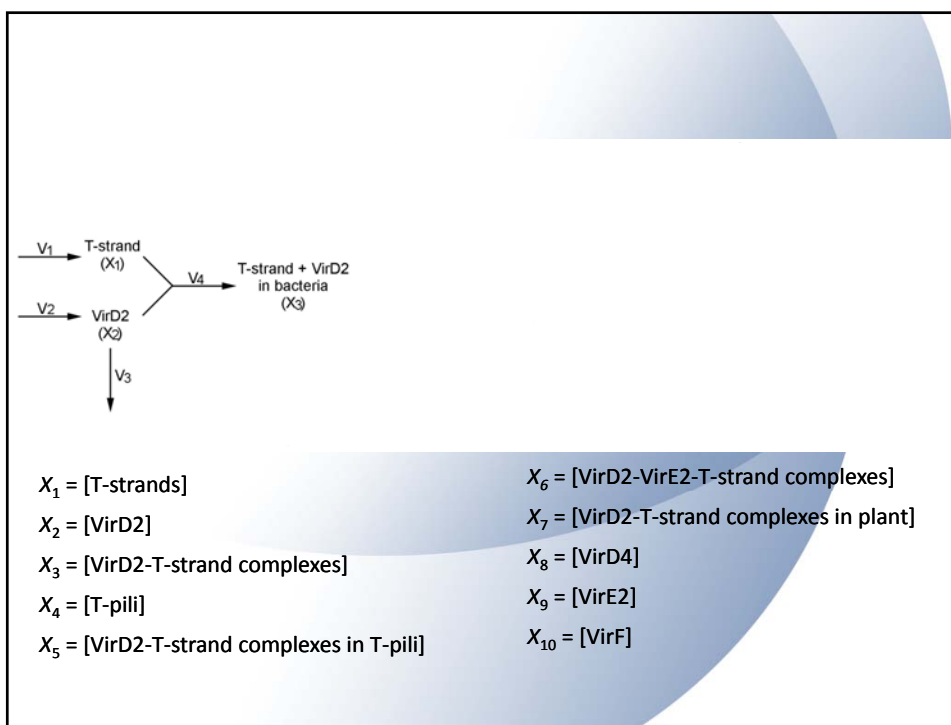 V1
T-strand
(X1)
V4
T-strand + VirD2
in bacteria
(X3)
V2
VirD2
(X2)
V3
X1 = [T-strands]
X2 = [VirD2]
X3 = [VirD2-T-strand complexes]
X4 = [T-pili]
X5 = [VirD2-T-strand complexes in T-pili]
X6 = [VirD2-VirE2-T-strand complexes]
X7 = [VirD2-T-strand complexes in plant]
X8 = [VirD4]
X9 = [VirE2]
X10 = [VirF]